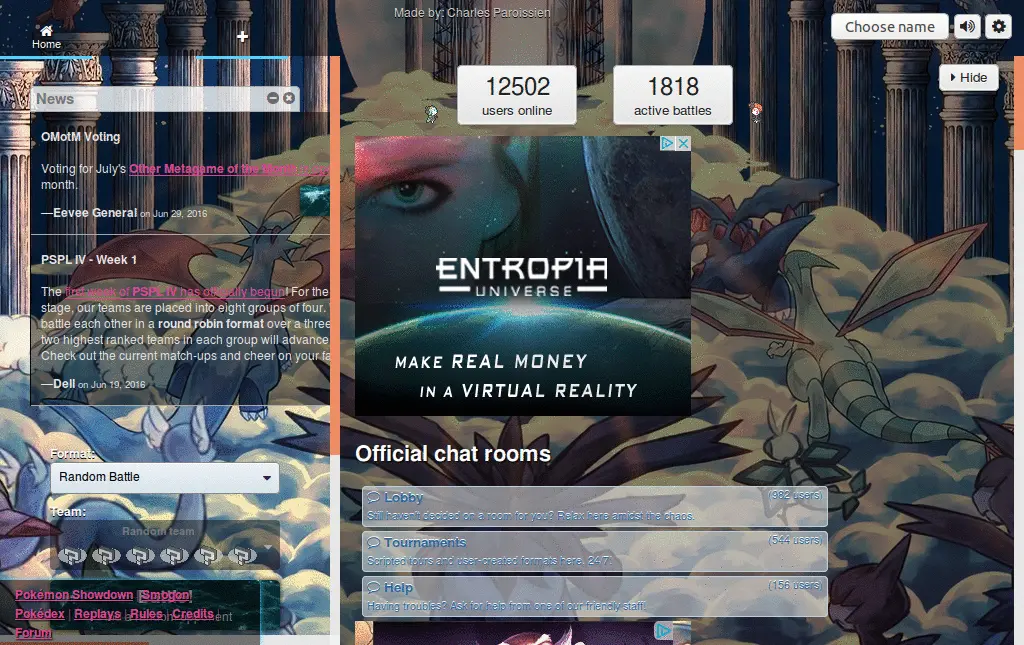 Made by: Charles Paroissien
Home
Choose name
12502
users online
1818
active battles
Hide
News
OMotM Voting
Voting for July's Other Metagame of the
month.
—Eevee General on Jun 29, 2016
PSPL IV - Week 1
The first week of PSPL IV has officially begun! For the
stage, our teams are placed into eight groups of four.
battle each other in a round robin format over a three
two highest ranked teams in each group will advance
Check out the current match-ups and cheer on your fa
—Dell on Jun 19, 2016
Format:
Random Battle
Team:
Random team
Pokémon Showdown | Smogon
Pokédex | Replays | Rules | Credits
Forum
ENTROPIA
UNIVERSE
MAKE REAL MONEY
IN A VIRTUAL REALITY
Official chat rooms
Lobby
(982 users)
Still haven't decided on a room for you? Relax here amidst the chaos.
Tournaments
(544 users)
Scripted tours and user-created formats here, 24/7.
Help
(156 users)
Having troubles? Ask for help from one of our friendly staff!